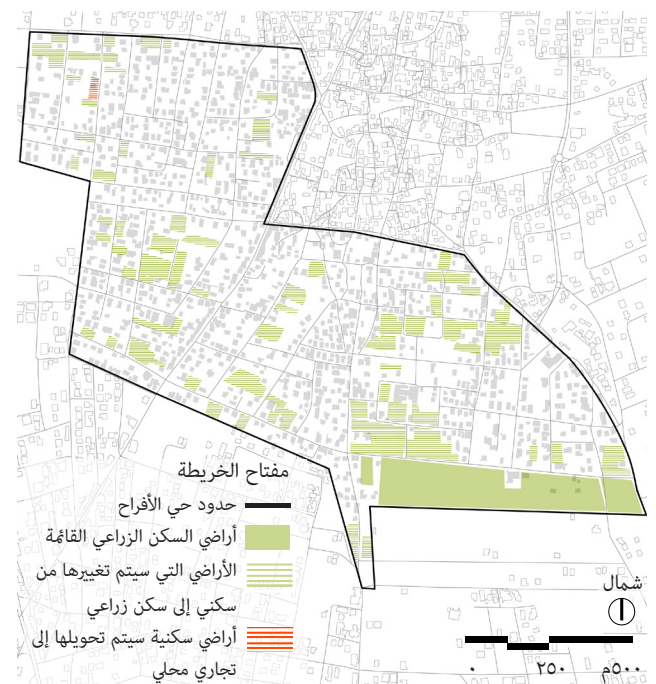 مفتاح الخريطة
حدود حي الأفراح
أراضي السكن الزراعي القائمة
الأراضي التي سيتم تغييرها من
سكني إلى سكن زراعي
أراضي سكنية سيتم تحويلها إلى
تجاري محلي
شمال
٠ ٢٥٠ ٥٠٠م